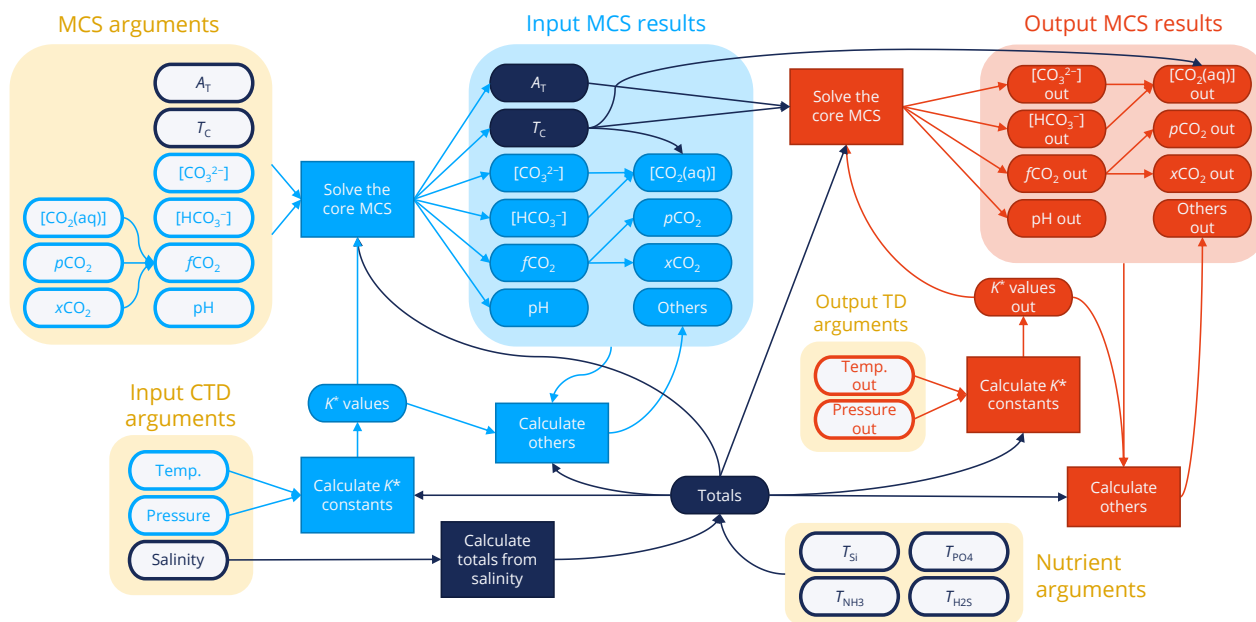 MCS arguments
A_T
T_C
[CO₃²⁻]
[CO₂(aq)]
[HCO₃⁻]
pCO₂
fCO₂
xCO₂
pH
Solve the
core MCS
Input MCS results
A_T
T_C
[CO₃²⁻]
[CO₂(aq)]
[HCO₃⁻]
pCO₂
fCO₂
xCO₂
pH
Others
Solve the
core MCS
Output MCS results
[CO₃²⁻]
out
[CO₂(aq)]
out
[HCO₃⁻]
out
pCO₂ out
fCO₂ out
xCO₂ out
pH out
Others
out
Input CTD
arguments
Temp.
Pressure
Salinity
K* values
Calculate K*
constants
Calculate
others
Calculate
totals from
salinity
Totals
Output TD
arguments
Temp.
out
Pressure
out
K* values
out
Calculate K*
constants
Calculate
others
T_Si
T_PO4
T_NH3
T_H2S
Nutrient
arguments